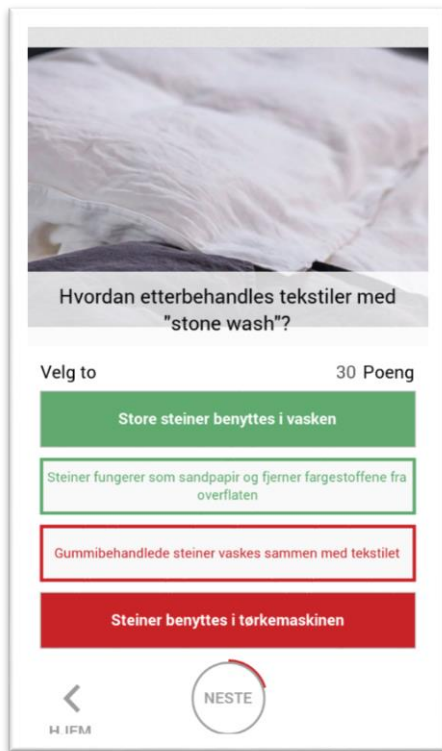 Hvordan etterbehandles tekstiler med
"stone wash"?
Velg to
30 Poeng
Store steiner benyttes i vasken
Steiner fungerer som sandpapir og fjerner fargestoffene fra
overflaten
Gummibehandlede steiner vaskes sammen med tekstilet
Steiner benyttes i tørkemaskinen
NESTE
HJEM